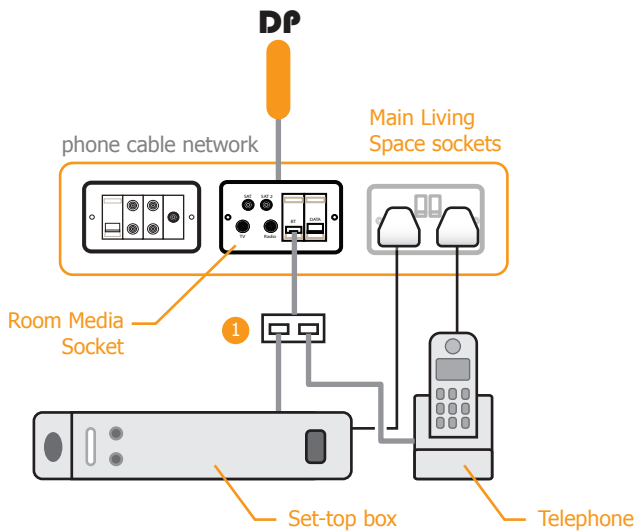 DP
phone cable network
Main Living
Space sockets
SAT
SAT 2
BT
DATA
TV
Radio
Room Media
Socket
1
Set-top box
Telephone